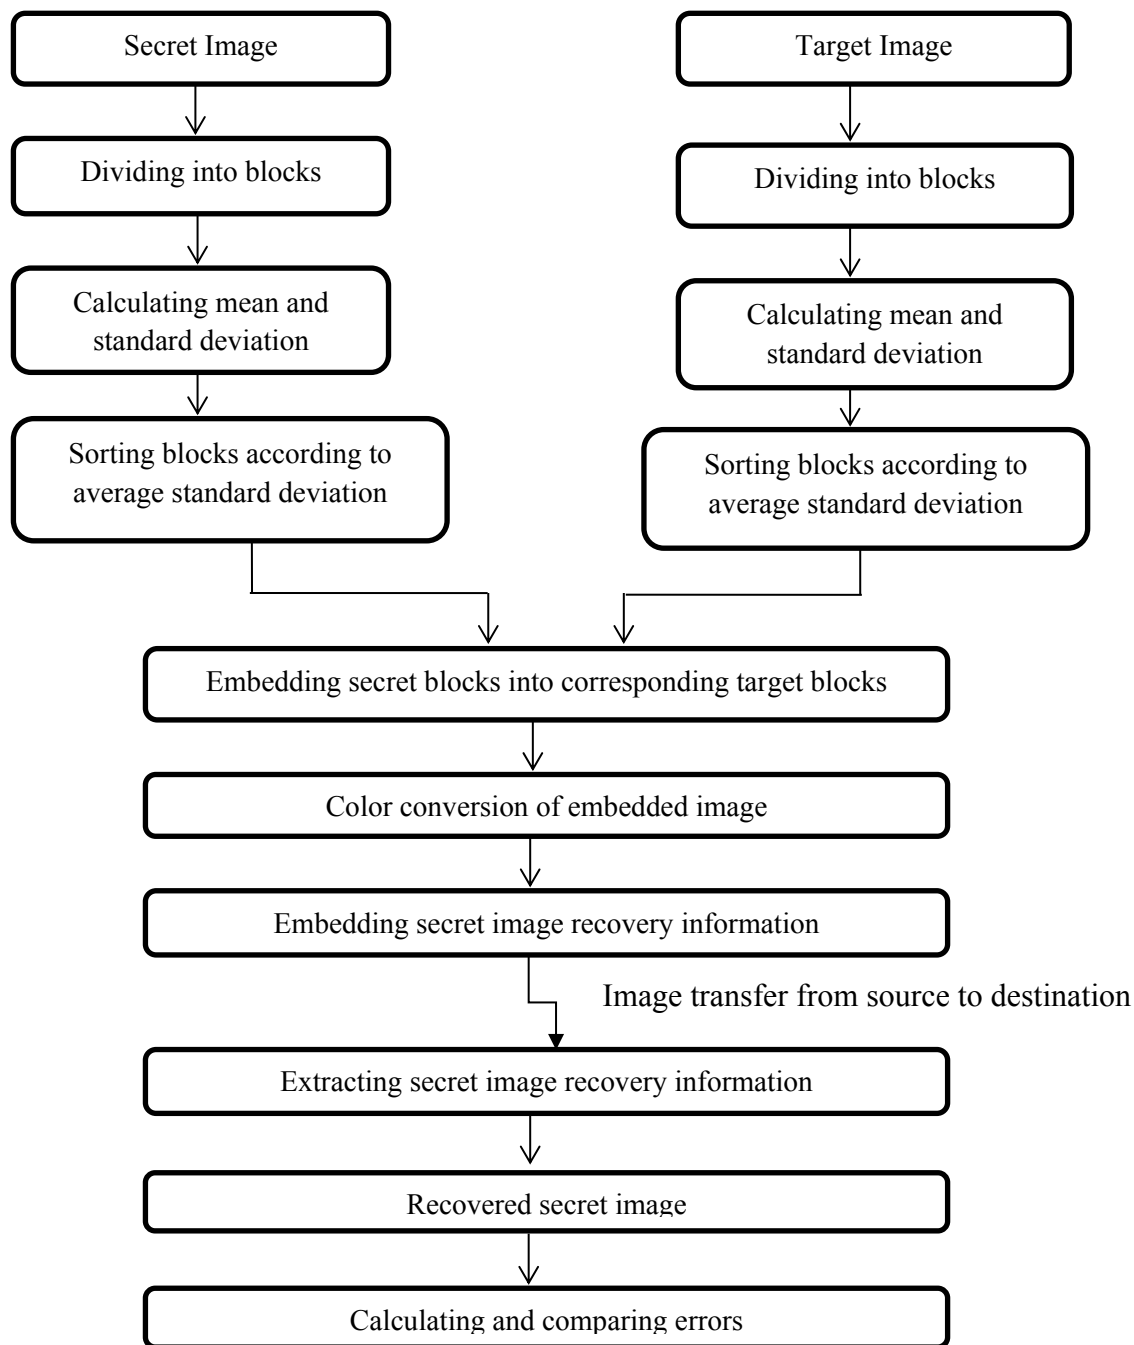 Secret Image
Target Image
Dividing into blocks
Dividing into blocks
Calculating mean and
standard deviation
Calculating mean and
standard deviation
Sorting blocks according to
average standard deviation
Sorting blocks according to
average standard deviation
Embedding secret blocks into corresponding target blocks
Color conversion of embedded image
Embedding secret image recovery information
Image transfer from source to destination
Extracting secret image recovery information
Recovered secret image
Calculating and comparing errors